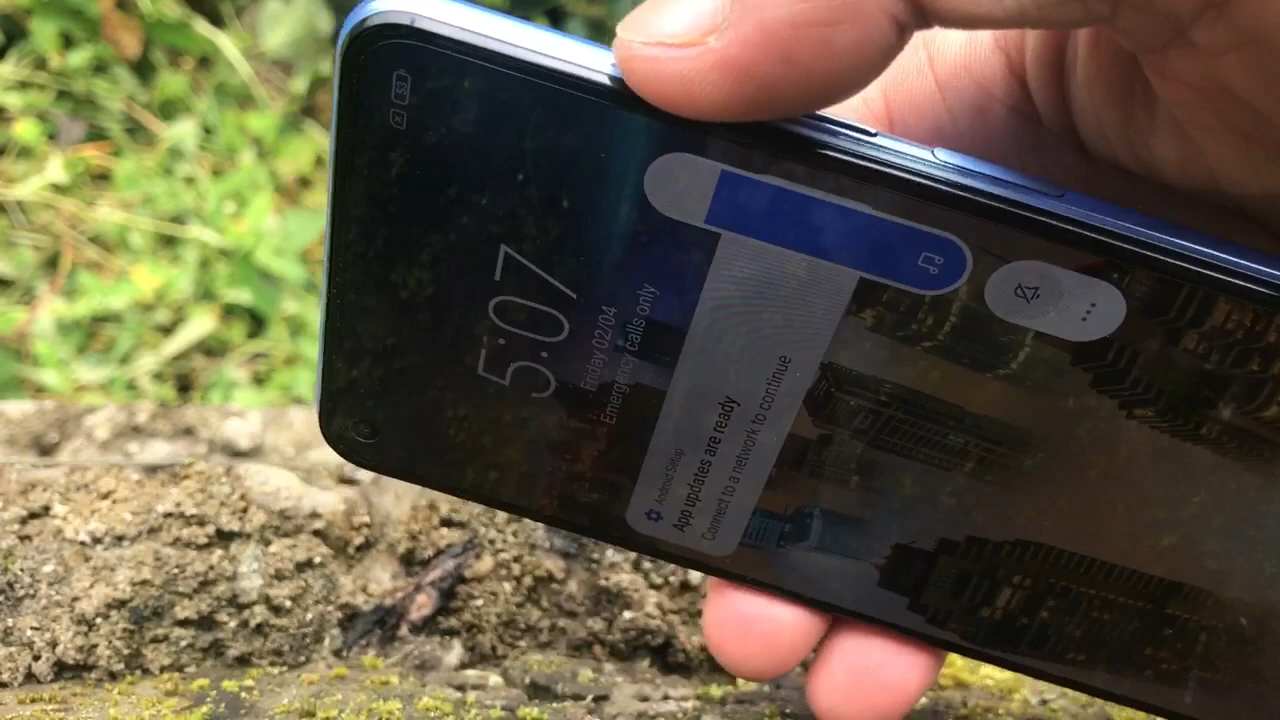 53
5:07
Friday 02/04
Emergency calls only
Android Setup
App updates are ready
Connect to a network to continue